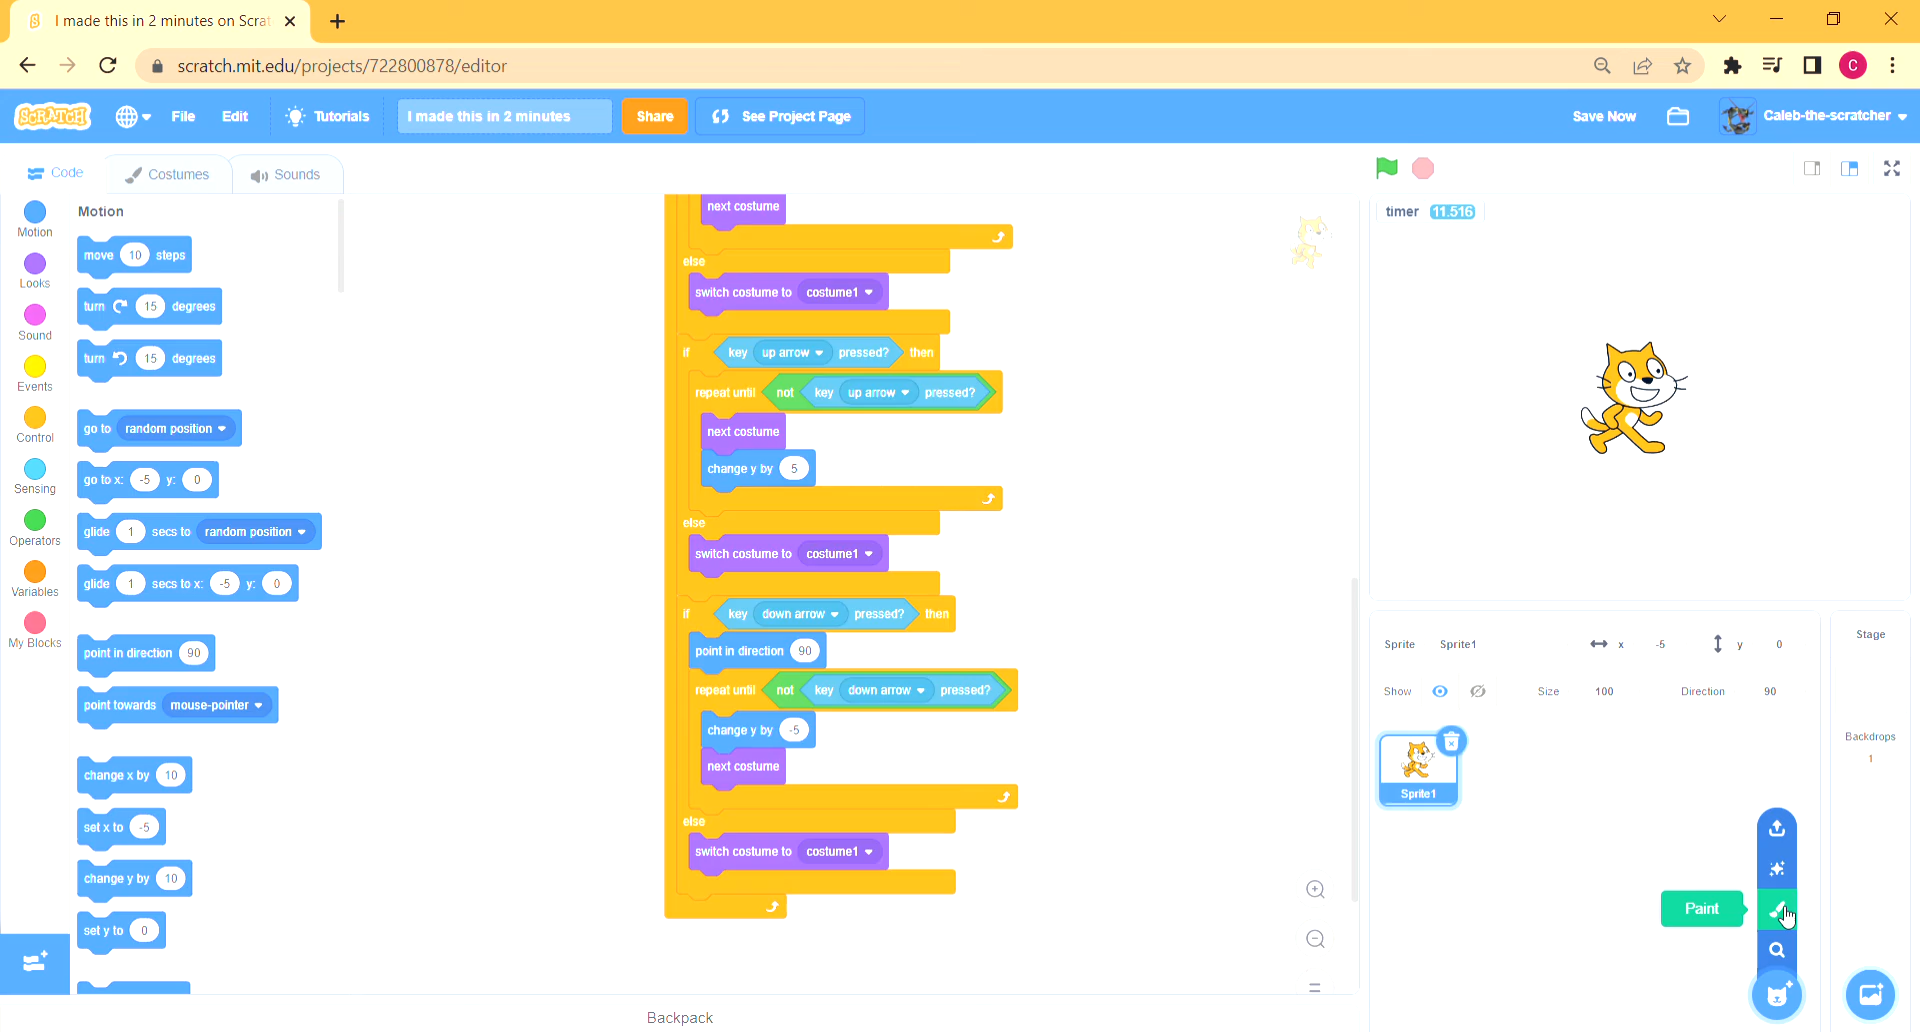 I made this in 2 minutes on Scrat
scratch.mit.edu/projects/722800878/editor
C
SCRATCH
File
Edit
Tutorials
I made this in 2 minutes
Share
See Project Page
Save Now
Caleb-the-scratcher
Code
Costumes
Sounds
Motion
Looks
Sound
Events
Control
Sensing
Operators
Variables
My Blocks
Motion
move 10 steps
turn 15 degrees
turn 15 degrees
go to random position
go to x: -5 y: 0
glide 1 secs to random position
glide 1 secs to x: -5 y: 0
point in direction 90
point towards mouse-pointer
change x by 10
set x to -5
change y by 10
set y to 0
next costume
else
switch costume to costume1
if key up arrow pressed? then
repeat until not key up arrow pressed?
next costume
change y by 5
else
switch costume to costume1
if key down arrow pressed? then
point in direction 90
repeat until not key down arrow pressed?
change y by -5
next costume
else
switch costume to costume1
Backpack
timer 11.516
Sprite Sprite1 x -5 y 0
Show Size 100 Direction 90
Sprite1
Paint
Stage
Backdrops
1